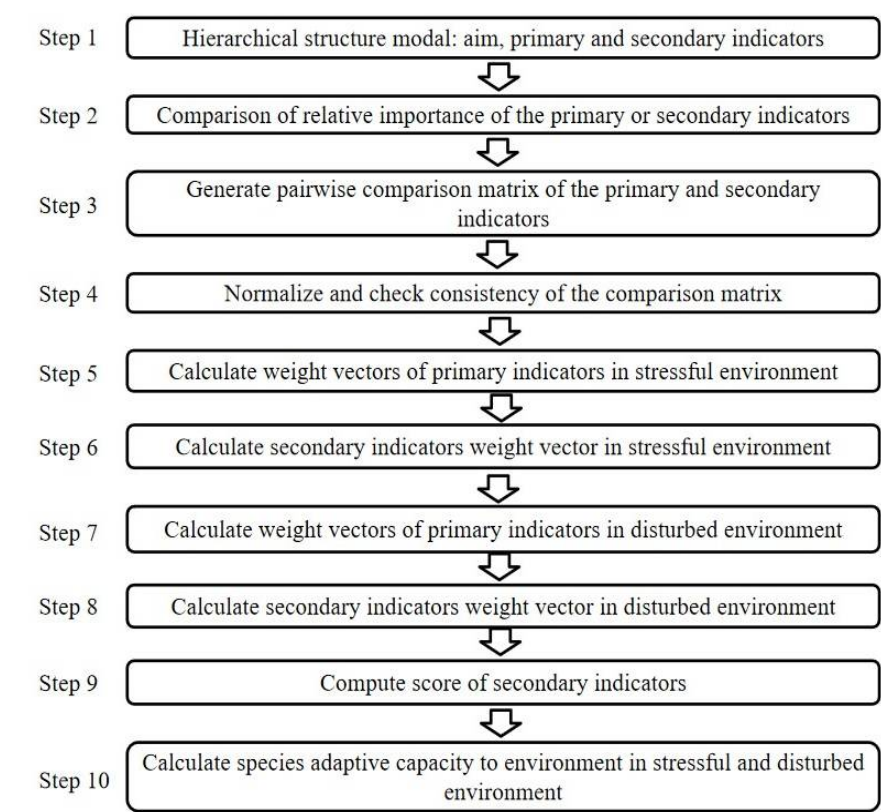 Step 1
Hierarchical structure modal: aim, primary and secondary indicators
Step 2
Comparison of relative importance of the primary or secondary indicators
Step 3
Generate pairwise comparison matrix of the primary and secondary
indicators
Step 4
Normalize and check consistency of the comparison matrix
Step 5
Calculate weight vectors of primary indicators in stressful environment
Step 6
Calculate secondary indicators weight vector in stressful environment
Step 7
Calculate weight vectors of primary indicators in disturbed environment
Step 8
Calculate secondary indicators weight vector in disturbed environment
Step 9
Compute score of secondary indicators
Step 10
Calculate species adaptive capacity to environment in stressful and disturbed
environment